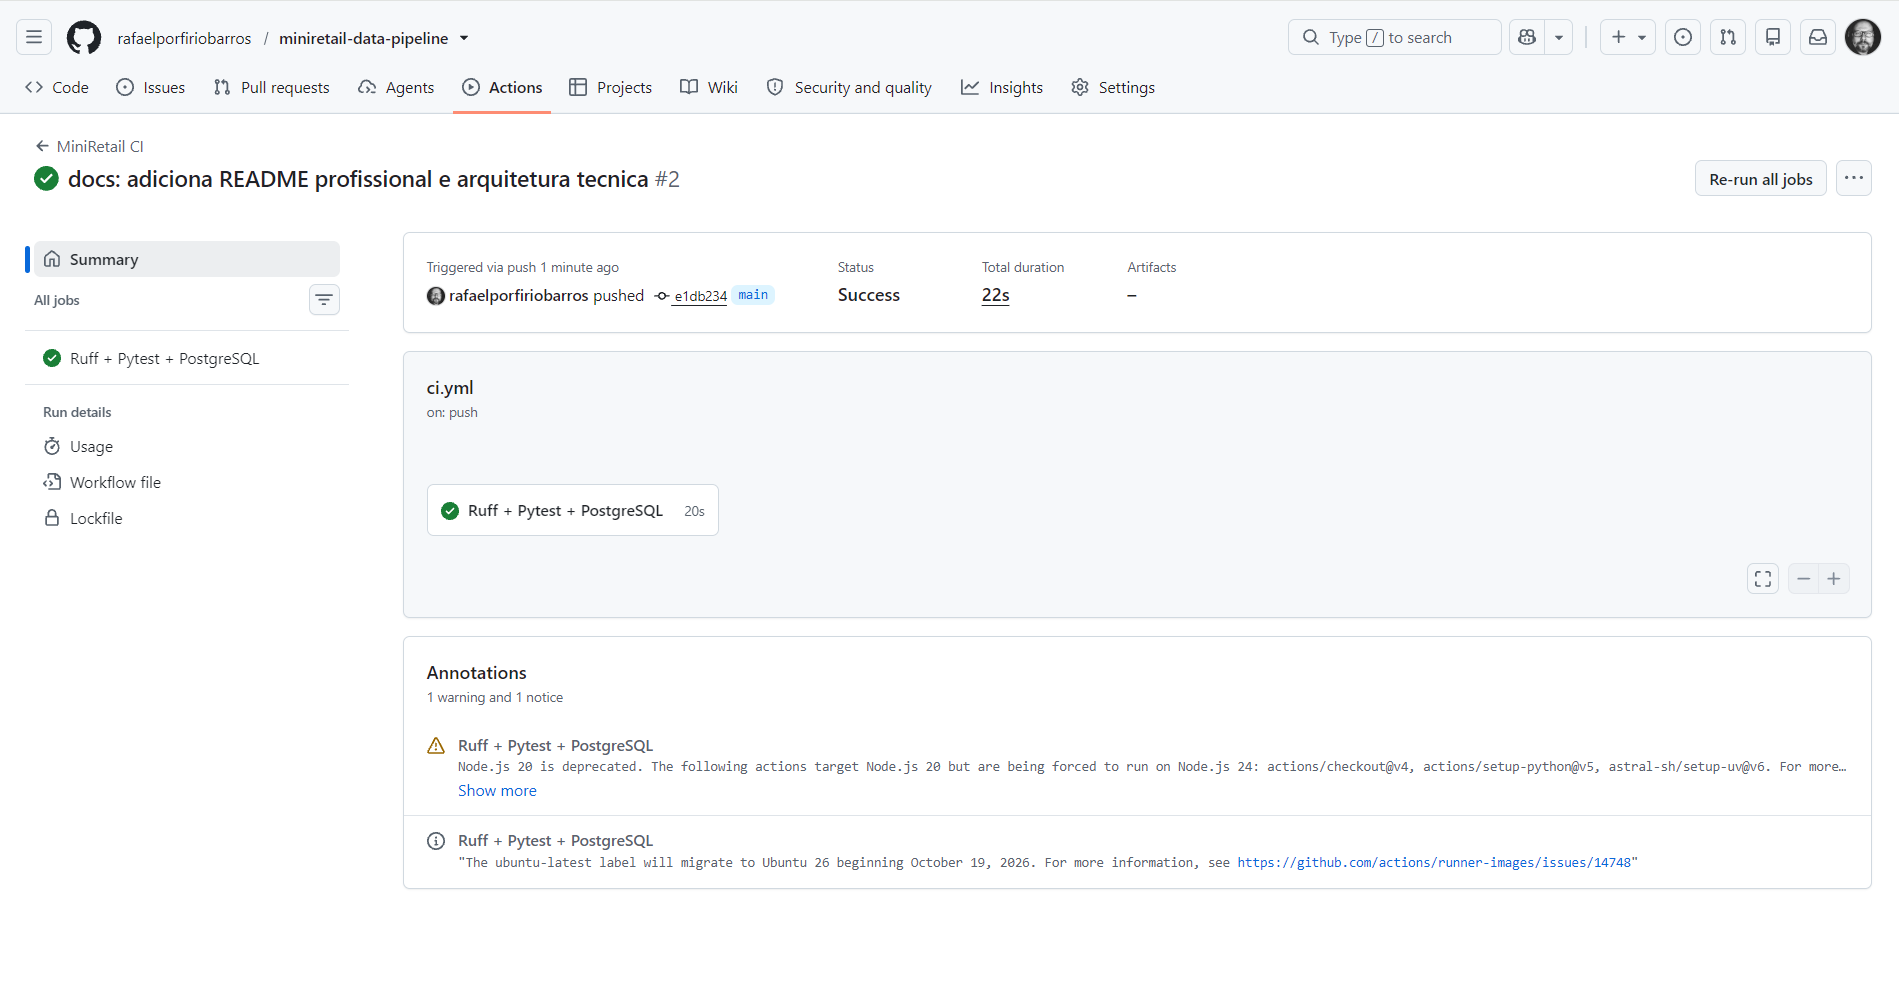 rafaelporfiriobarros / miniretail-data-pipeline
Type / to search
Code Issues Pull requests Agents Actions Projects Wiki Security and quality Insights Settings
MiniRetail CI
docs: adiciona README profissional e arquitetura tecnica #2
Re-run all jobs
Summary
All jobs
Ruff + Pytest + PostgreSQL
Run details
Usage
Workflow file
Lockfile
Triggered via push 1 minute ago
rafaelporfiriobarros pushed e1db234 main
Status
Success
Total duration
22s
Artifacts
–
ci.yml
on: push
Ruff + Pytest + PostgreSQL 20s
Annotations
1 warning and 1 notice
Ruff + Pytest + PostgreSQL
Node.js 20 is deprecated. The following actions target Node.js 20 but are being forced to run on Node.js 24: actions/checkout@v4, actions/setup-python@v5, astral-sh/setup-uv@v6. For more…
Show more
Ruff + Pytest + PostgreSQL
"The ubuntu-latest label will migrate to Ubuntu 26 beginning October 19, 2026. For more information, see https://github.com/actions/runner-images/issues/14748"